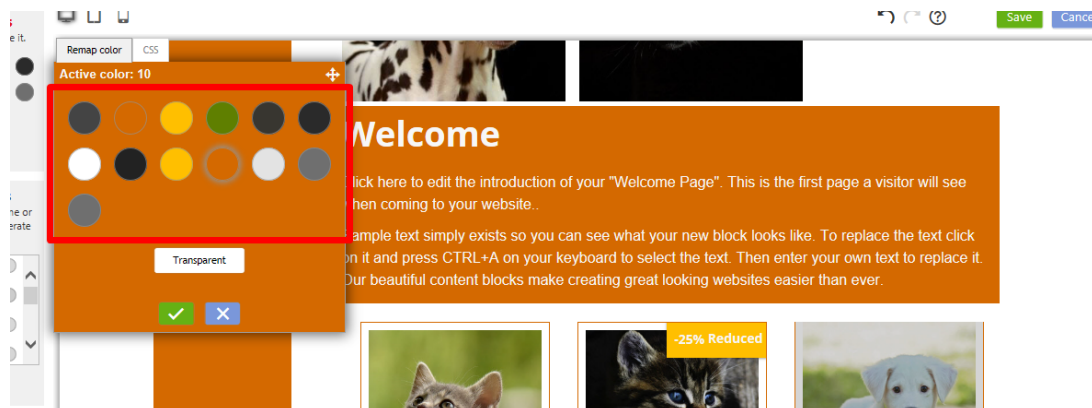 e it.
Save
Cance
Remap color
CSS
Active color: 10
Welcome
lick here to edit the introduction of your "Welcome Page". This is the first page a visitor will see
hen coming to your website..
ample text simply exists so you can see what your new block looks like. To replace the text click
on it and press CTRL+A on your keyboard to select the text. Then enter your own text to replace it.
Our beautiful content blocks make creating great looking websites easier than ever.
ne or
erate
Transparent
-25% Reduced